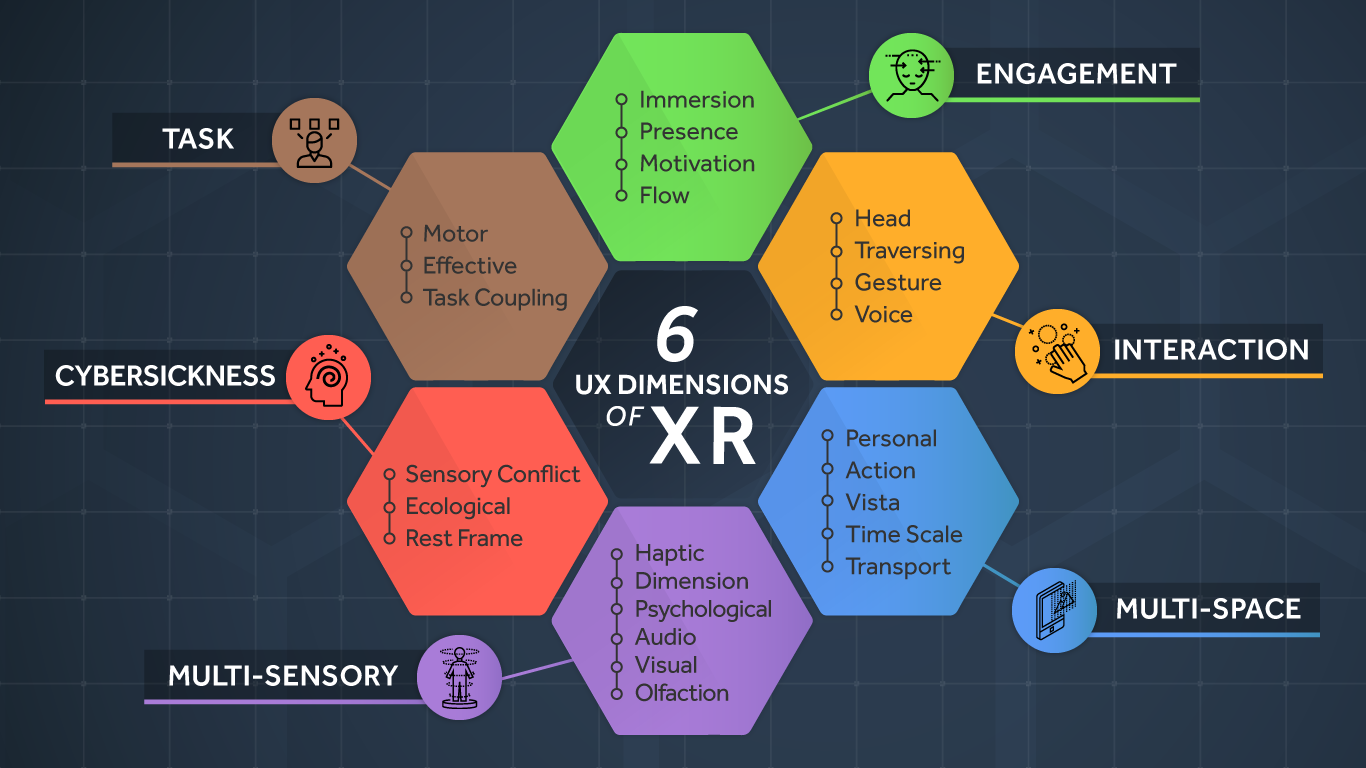 6
UX DIMENSIONS
OF XR
ENGAGEMENT
Immersion
Presence
Motivation
Flow
INTERACTION
Head
Traversing
Gesture
Voice
MULTI-SPACE
Personal
Action
Vista
Time Scale
Transport
MULTI-SENSORY
Haptic
Dimension
Psychological
Audio
Visual
Olfaction
CYBERSICKNESS
Sensory Conflict
Ecological
Rest Frame
TASK
Motor
Effective
Task Coupling